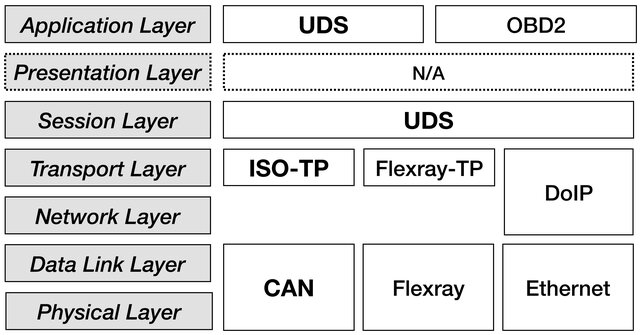 Application Layer UDS OBD2
Presentation Layer N/A
Session Layer UDS
Transport Layer ISO-TP Flexray-TP
DoIP
Network Layer
Data Link Layer
CAN Flexray Ethernet
Physical Layer